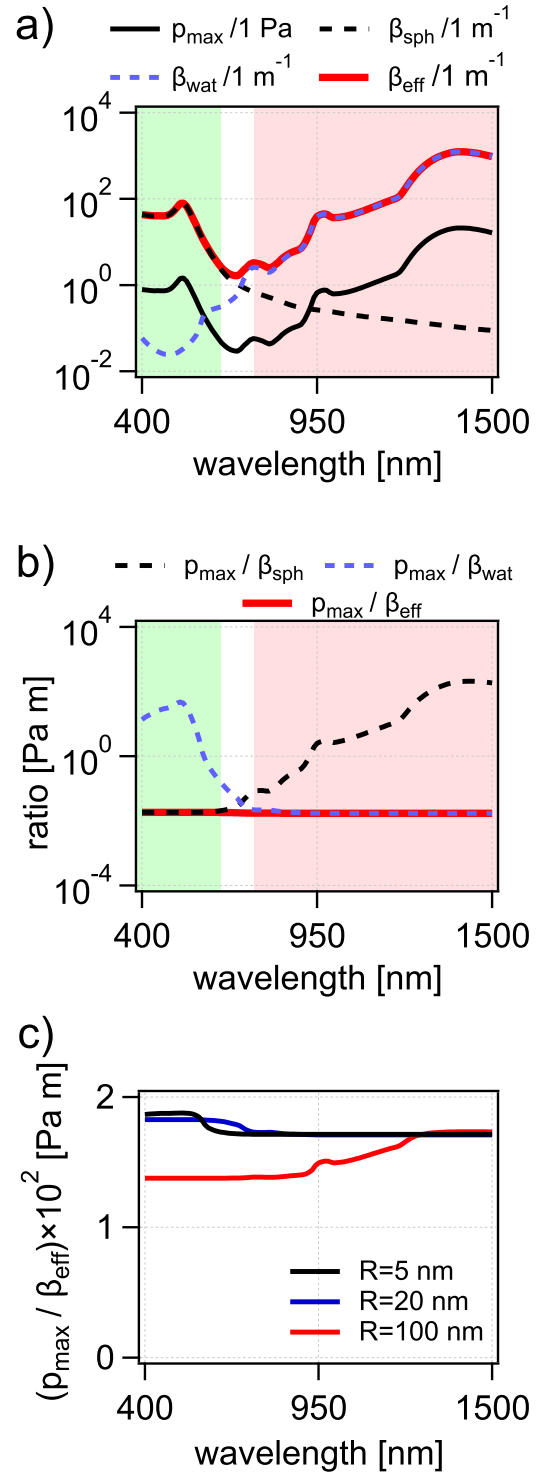 a)
p_max /1 Pa   β_sph /1 m^-1
β_wat /1 m^-1   β_eff /1 m^-1
10^4
10^2
10^0
10^-2
400   950   1500
wavelength [nm]
b)
p_max / β_sph   p_max / β_wat
p_max / β_eff
ratio [Pa m]
10^4
10^0
10^-4
400   950   1500
wavelength [nm]
c)
(p_max / β_eff)×10^2 [Pa m]
2
1
0
R=5 nm
R=20 nm
R=100 nm
400   950   1500
wavelength [nm]